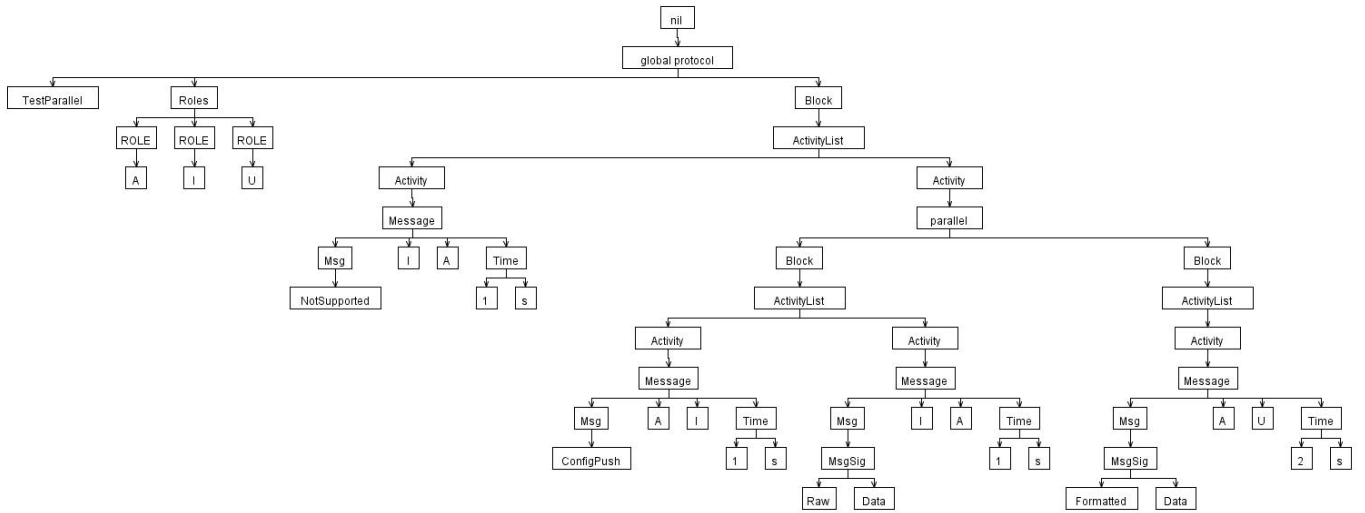 nil
global protocol
TestParallel Roles Block
ROLE ROLE ROLE ActivityList
A I U Activity Activity
Message parallel
Msg I A Time Block Block
NotSupported 1 s ActivityList ActivityList
Activity Activity Activity
Message Message Message
Msg A I Time Msg I A Time Msg A U Time
ConfigPush 1 s MsgSig 1 s MsgSig 2 s
Raw Data Formatted Data